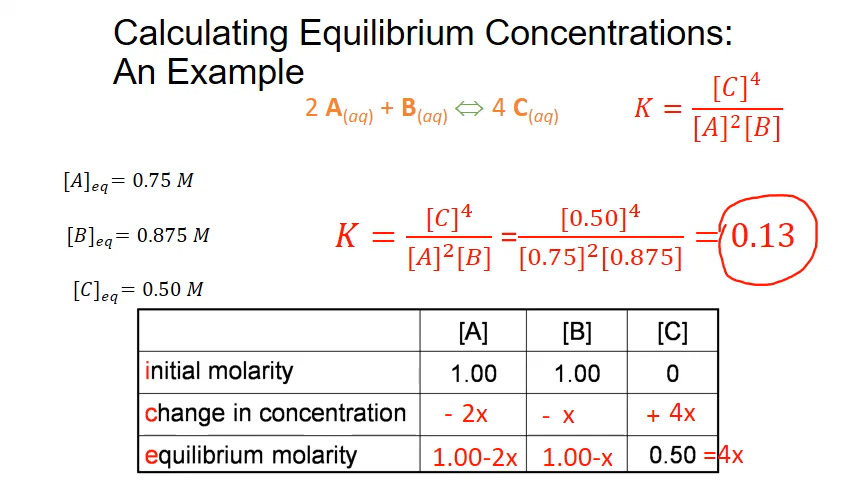 Calculating Equilibrium Concentrations:
An Example
2 A(aq) + B(aq) ⇔ 4 C(aq)
K = [C]⁴ / [A]²[B]
[A]eq = 0.75 M
[B]eq = 0.875 M
[C]eq = 0.50 M
K = [C]⁴ / [A]²[B] = [0.50]⁴ / [0.75]²[0.875] = 0.13
[A] [B] [C]
initial molarity 1.00 1.00 0
change in concentration - 2x - x + 4x
equilibrium molarity 1.00-2x 1.00-x 0.50 =4x